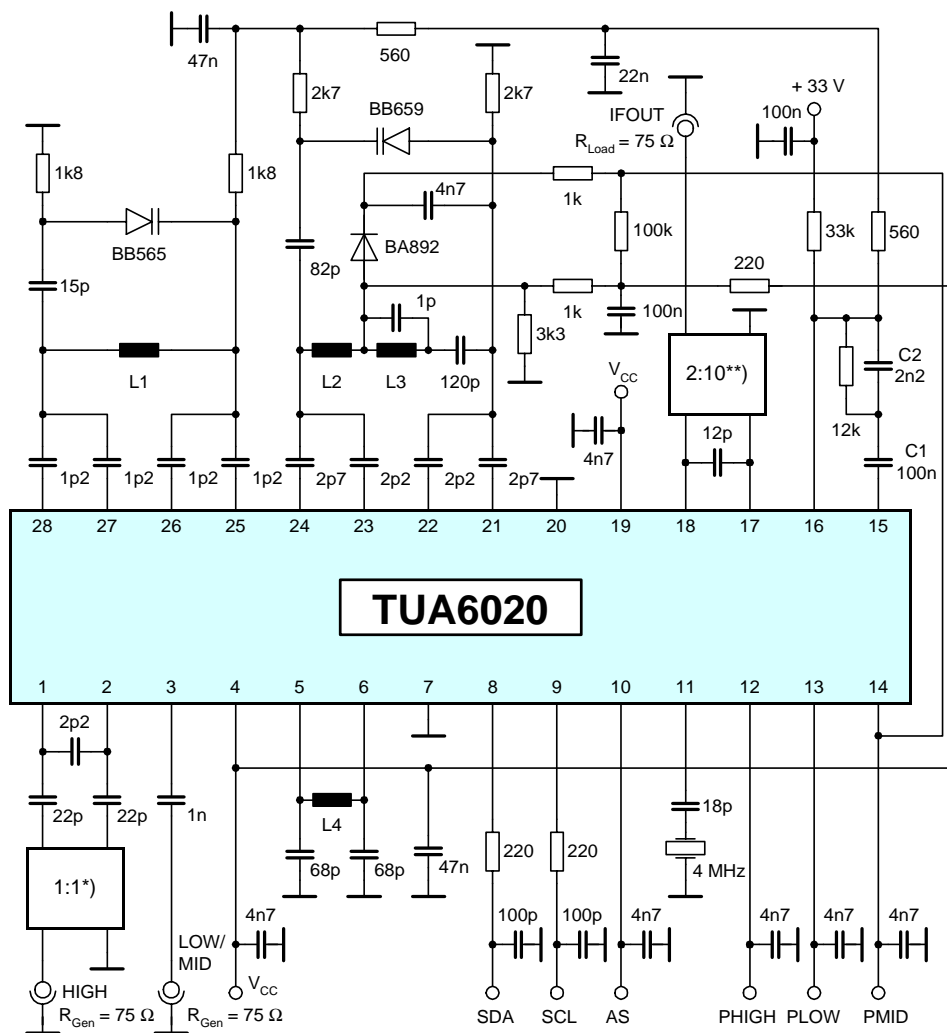 47n
560
22n
+ 33 V
2k7
BB659
2k7
IFOUT
100n
R_Load = 75 Ω
1k8
1k8
4n7
1k
BB565
BA892
100k
33k
560
82p
220
15p
1p
1k
100n
3k3
L1
L2
L3
120p
V_CC
2:10**)
C2
2n2
12k
4n7
12p
C1
100n
1p2
1p2
1p2
1p2
2p7
2p2
2p2
2p7
28 27 26 25 24 23 22 21 20 19 18 17 16 15
TUA6020
1 2 3 4 5 6 7 8 9 10 11 12 13 14
2p2
22p
22p
1n
L4
18p
68p
68p
47n
220
220
4 MHz
1:1*)
4n7
100p
100p
4n7
4n7
4n7
4n7
LOW/
MID
HIGH
V_CC
R_Gen = 75 Ω
R_Gen = 75 Ω
SDA
SCL
AS
PHIGH
PLOW
PMID